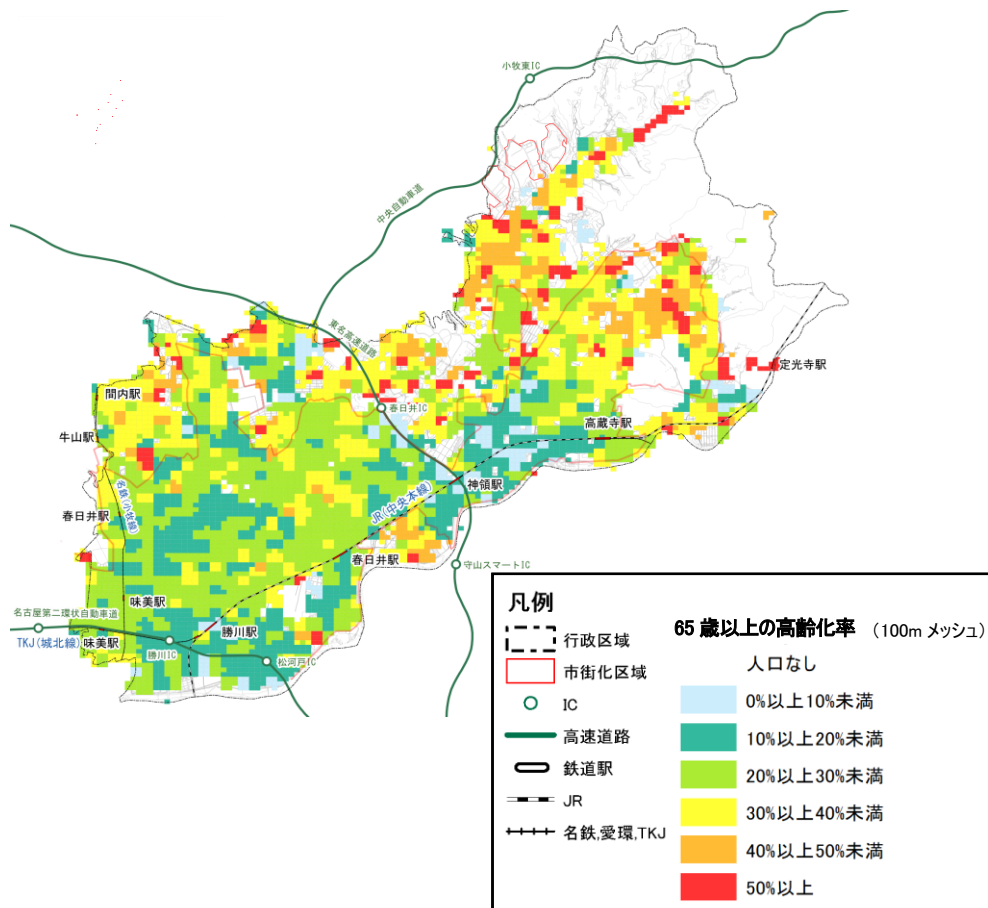 小牧東IC
中央自動車道
東名高速道路
定光寺駅
間内駅
春日井IC
高蔵寺駅
牛山駅
名鉄(小牧線)
神領駅
JR(中央本線)
春日井駅
春日井駅
守山スマートIC
味美駅
名古屋第二環状自動車道
勝川駅
TKJ(城北線)
味美駅
勝川IC
松河戸IC
凡例
行政区域
市街化区域
IC
高速道路
鉄道駅
JR
名鉄,愛環,TKJ
65歳以上の高齢化率 (100mメッシュ)
人口なし
0%以上10%未満
10%以上20%未満
20%以上30%未満
30%以上40%未満
40%以上50%未満
50%以上